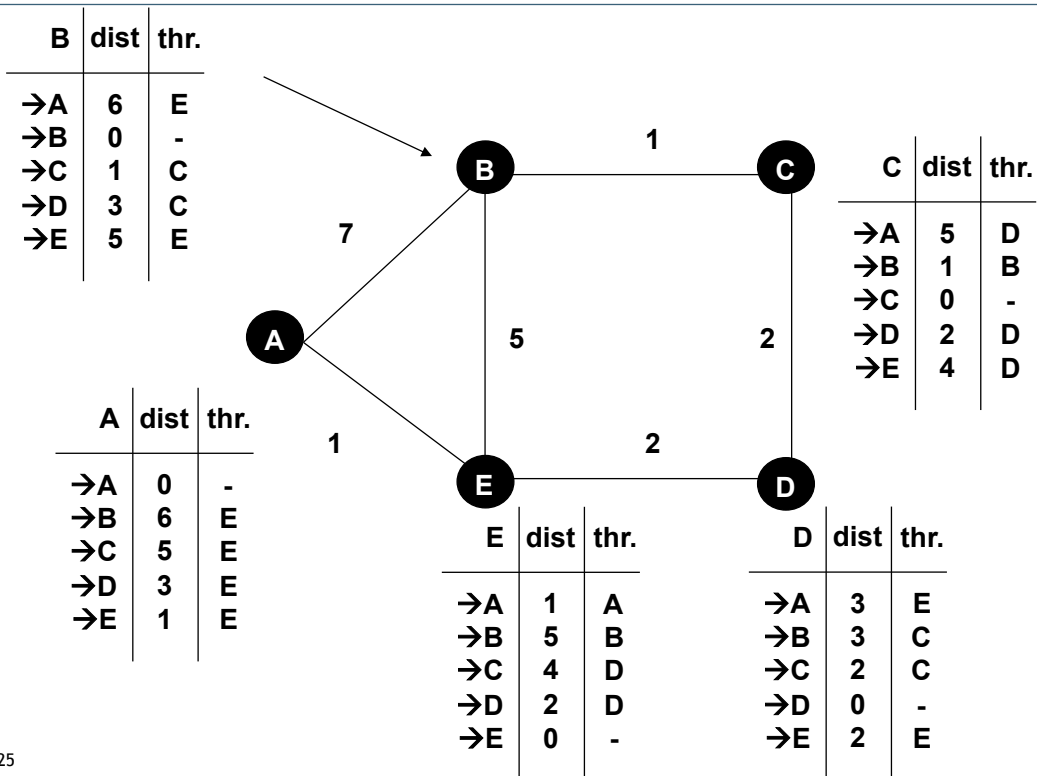 B dist thr.
→A 6 E
→B 0 -
→C 1 C
→D 3 C
→E 5 E
1
B
C
C dist thr.
→A 5 D
→B 1 B
→C 0 -
→D 2 D
→E 4 D
7
A
5
2
A dist thr.
→A 0 -
→B 6 E
→C 5 E
→D 3 E
→E 1 E
1
2
E
D
E dist thr.
→A 1 A
→B 5 B
→C 4 D
→D 2 D
→E 0 -
D dist thr.
→A 3 E
→B 3 C
→C 2 C
→D 0 -
→E 2 E
25